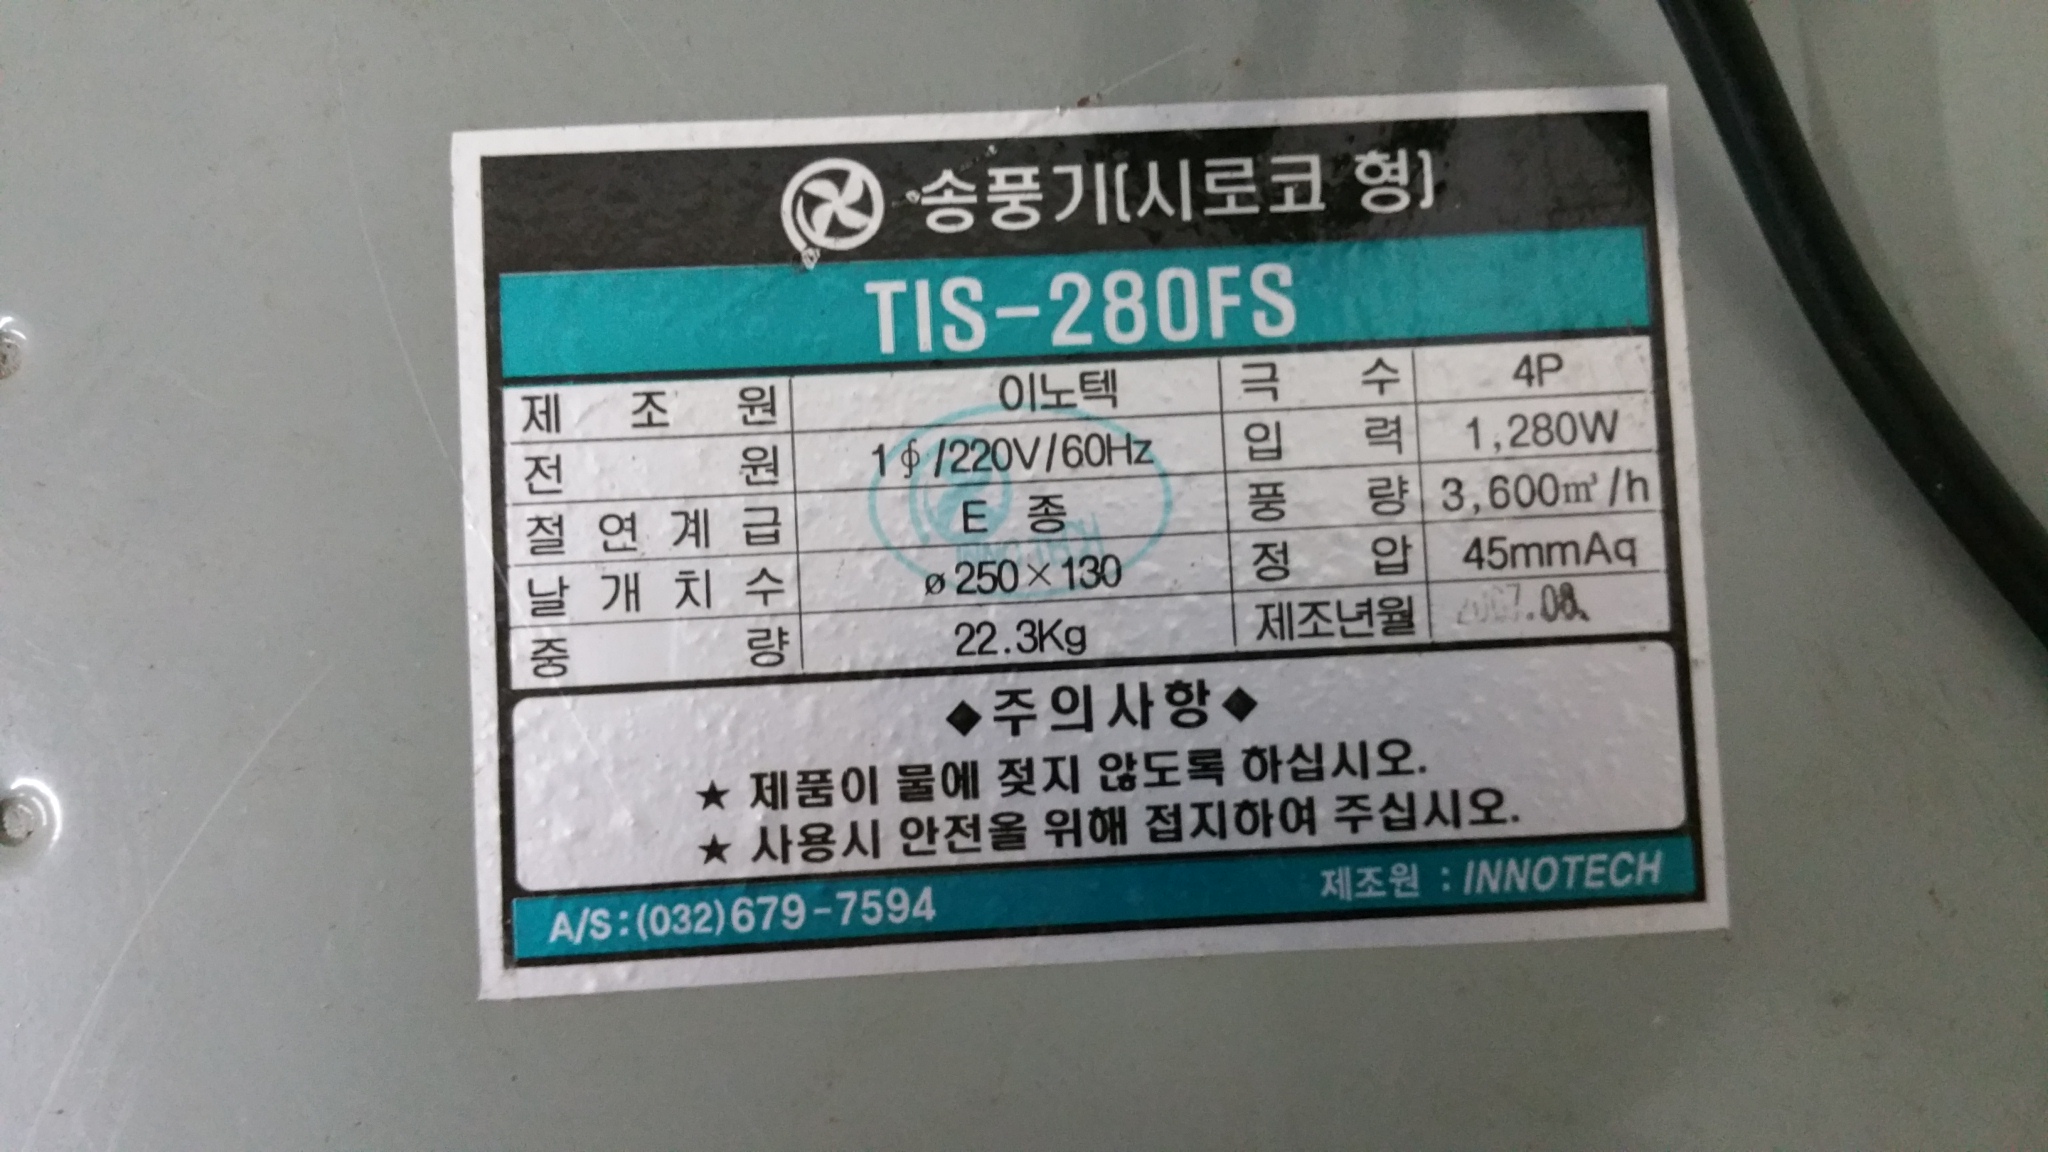 송풍기(시로코 형)
TIS-280FS
제조원 이노텍 극수 4P
전원 1ϕ/220V/60Hz 입력 1,280W
절연계급 E 종 풍량 3,600㎥/h
날개치수 ø250×130 정압 45mmAq
중량 22.3Kg 제조년월 2007.08.
◆주의사항◆
★ 제품이 물에 젖지 않도록 하십시오.
★ 사용시 안전을 위해 접지하여 주십시오.
A/S:(032)679-7594 제조원 : INNOTECH